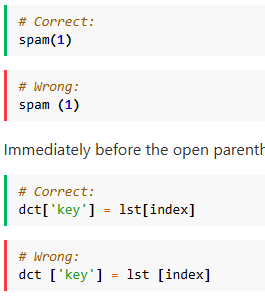 # Correct:
spam(1)
# Wrong:
spam (1)
Immediately before the open parenth
# Correct:
dct['key'] = lst[index]
# Wrong:
dct ['key'] = lst [index]